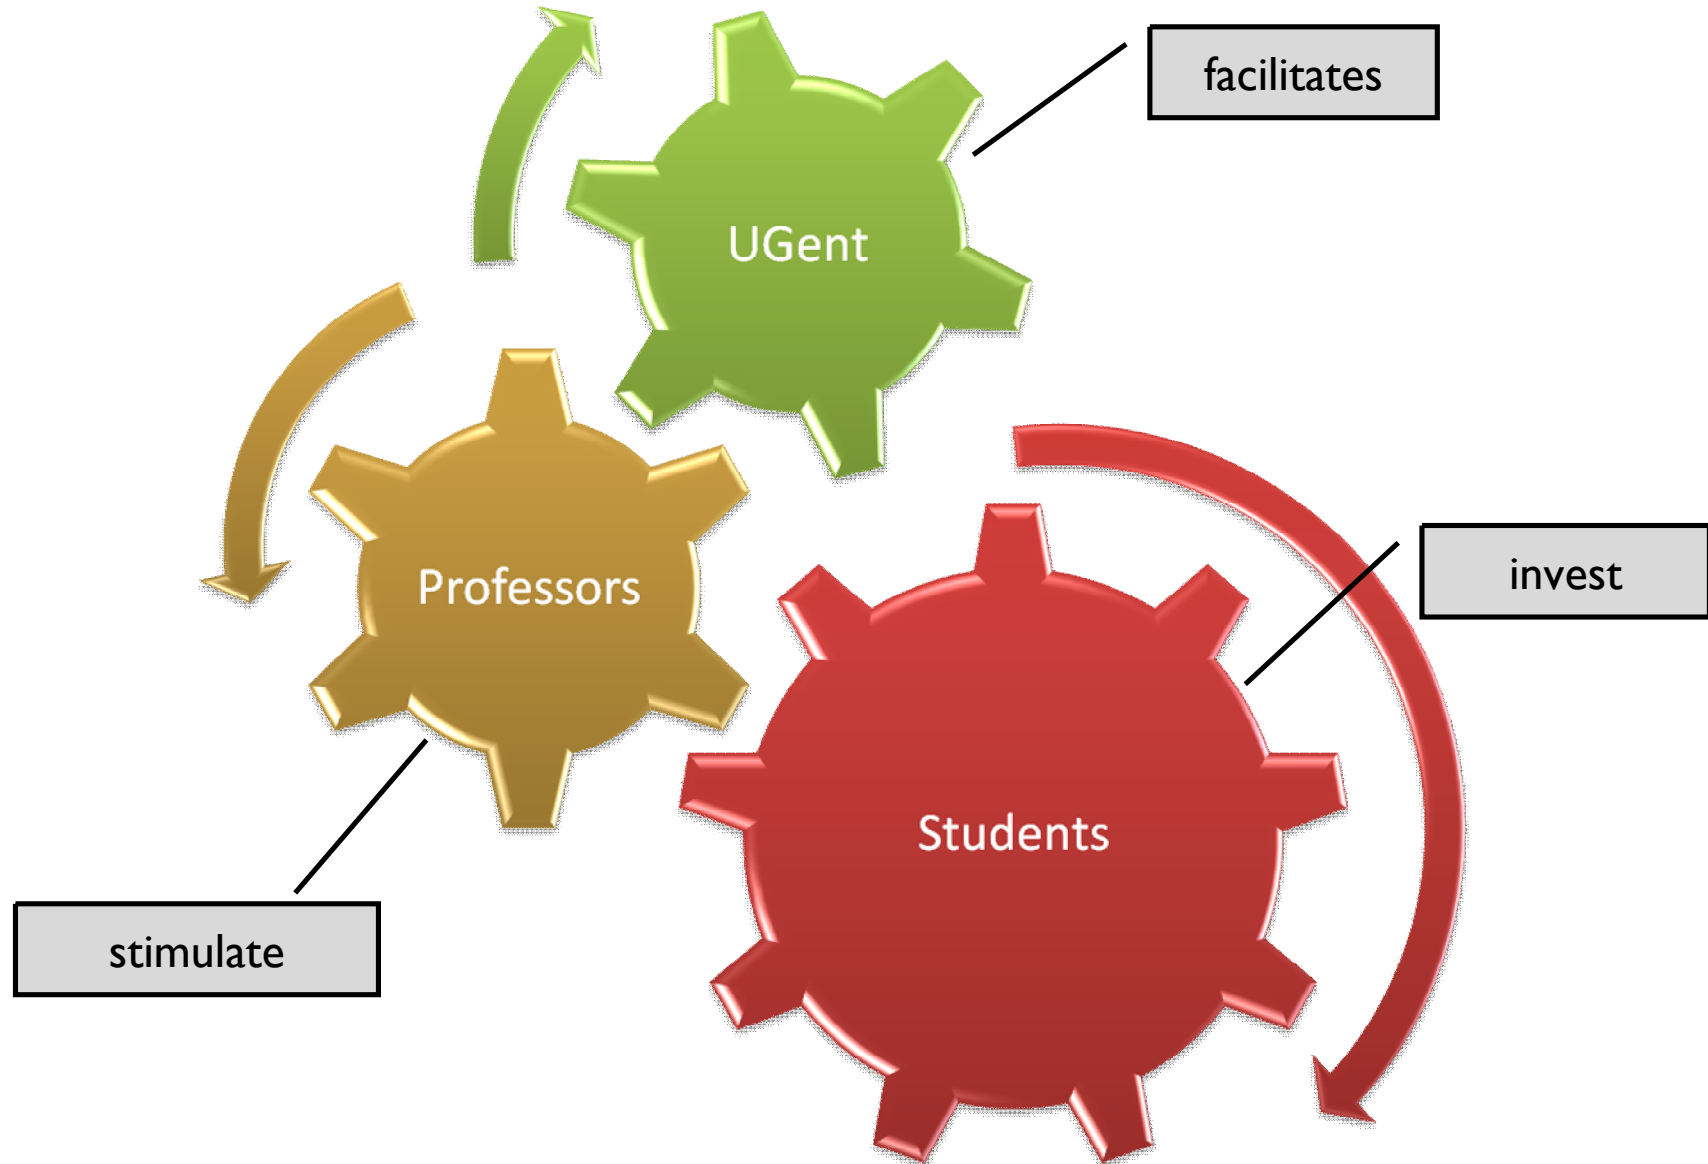 facilitates
UGent
invest
Professors
Students
stimulate